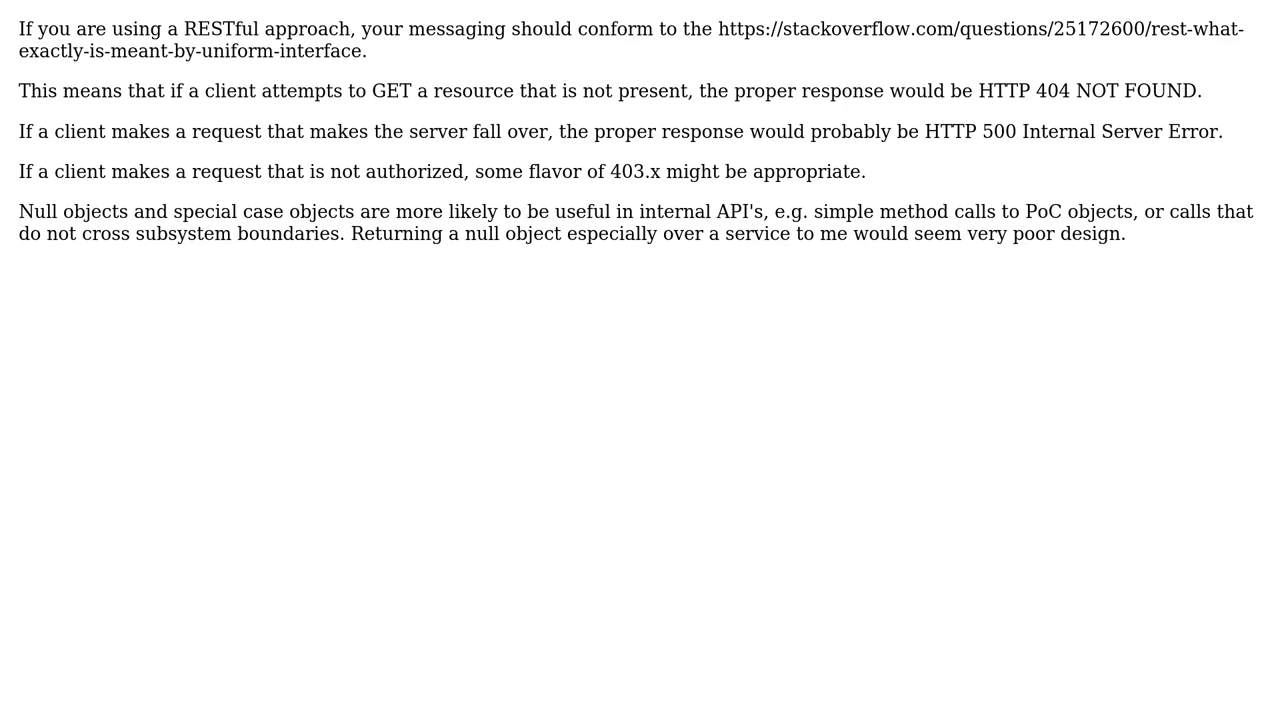 If you are using a RESTful approach, your messaging should conform to the https://stackoverflow.com/questions/25172600/rest-what-
exactly-is-meant-by-uniform-interface.
This means that if a client attempts to GET a resource that is not present, the proper response would be HTTP 404 NOT FOUND.
If a client makes a request that makes the server fall over, the proper response would probably be HTTP 500 Internal Server Error.
If a client makes a request that is not authorized, some flavor of 403.x might be appropriate.
Null objects and special case objects are more likely to be useful in internal API's, e.g. simple method calls to PoC objects, or calls that
do not cross subsystem boundaries. Returning a null object especially over a service to me would seem very poor design.